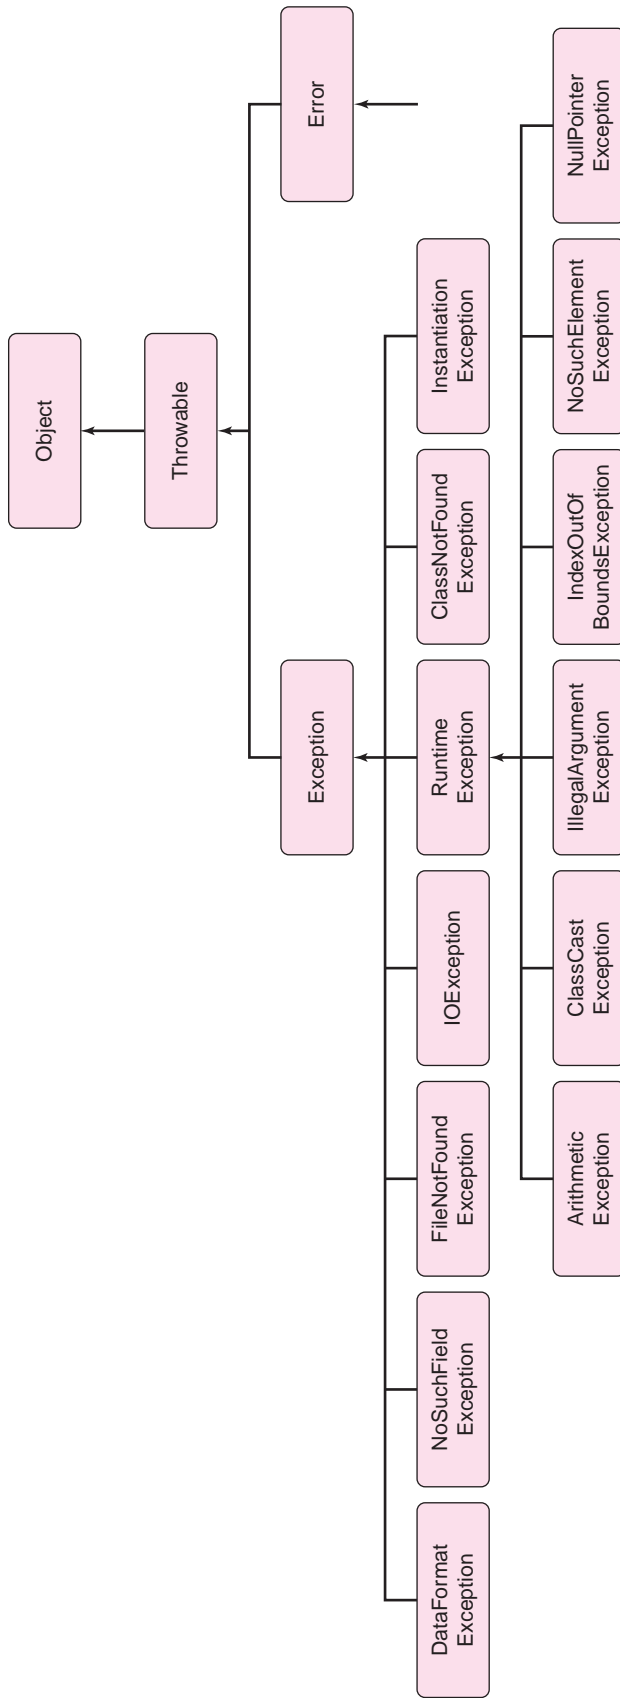 Object
Throwable
Exception
Error
DataFormat
Exception
NoSuchField
Exception
FileNotFound
Exception
IOException
Runtime
Exception
ClassNotFound
Exception
Instantiation
Exception
Arithmetic
Exception
ClassCast
Exception
IllegalArgument
Exception
IndexOutOf
BoundsException
NoSuchElement
Exception
NullPointer
Exception